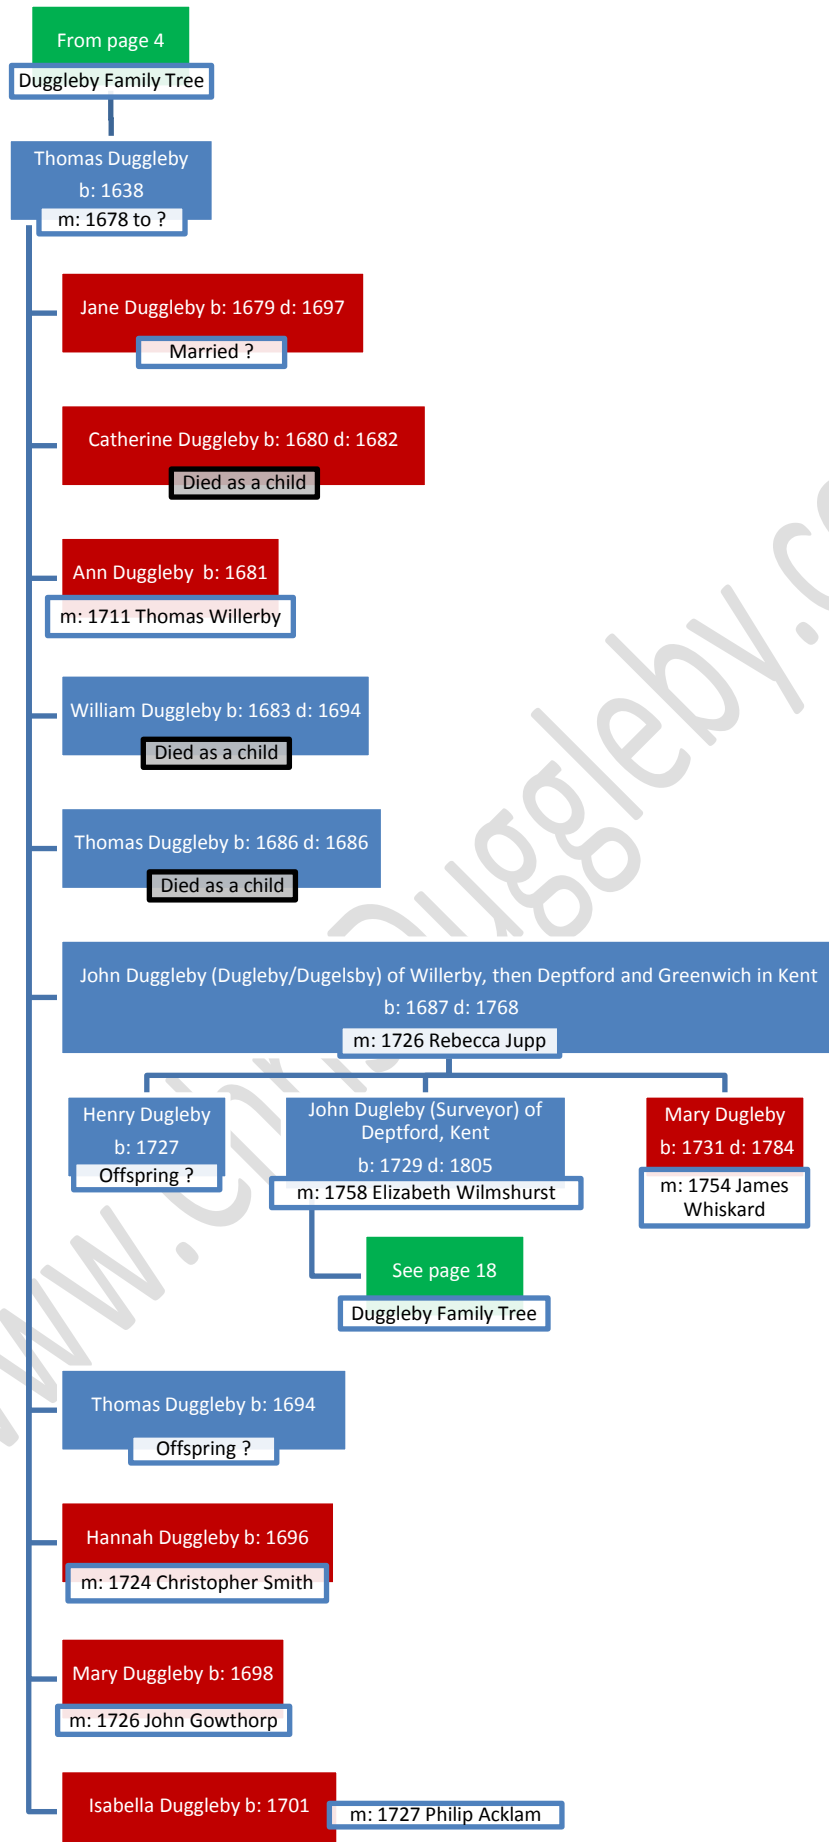 From page 4
Duggleby Family Tree
Thomas Duggleby
b: 1638
m: 1678 to ?
Jane Duggleby b: 1679 d: 1697
Married ?
Catherine Duggleby b: 1680 d: 1682
Died as a child
Ann Duggleby b: 1681
m: 1711 Thomas Willerby
William Duggleby b: 1683 d: 1694
Died as a child
Thomas Duggleby b: 1686 d: 1686
Died as a child
John Duggleby (Dugleby/Dugelsby) of Willerby, then Deptford and Greenwich in Kent
b: 1687 d: 1768
m: 1726 Rebecca Jupp
Henry Dugleby
b: 1727
Offspring ?
John Dugleby (Surveyor) of
Deptford, Kent
b: 1729 d: 1805
m: 1758 Elizabeth Wilmshurst
Mary Dugleby
b: 1731 d: 1784
m: 1754 James
Whiskard
See page 18
Duggleby Family Tree
Thomas Duggleby b: 1694
Offspring ?
Hannah Duggleby b: 1696
m: 1724 Christopher Smith
Mary Duggleby b: 1698
m: 1726 John Gowthorp
Isabella Duggleby b: 1701
m: 1727 Philip Acklam